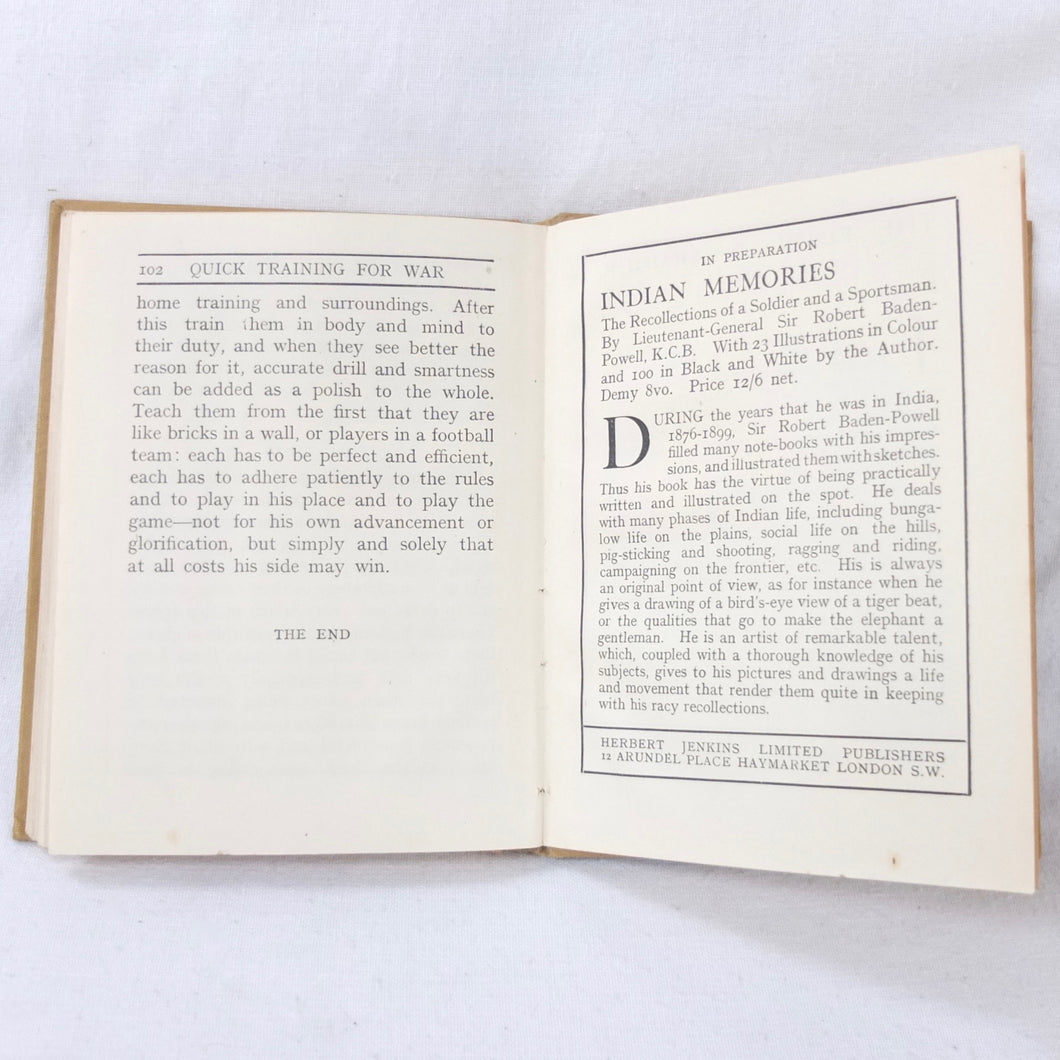 102 QUICK TRAINING FOR WAR
home training and surroundings. After
this train them in body and mind to
their duty, and when they see better the
reason for it, accurate drill and smartness
can be added as a polish to the whole.
Teach them from the first that they are
like bricks in a wall, or players in a football
team: each has to be perfect and efficient,
each has to adhere patiently to the rules
and to play in his place and to play the
game—not for his own advancement or
glorification, but simply and solely that
at all costs his side may win.
THE END
IN PREPARATION
INDIAN MEMORIES
The Recollections of a Soldier and a Sportsman.
By Lieutenant-General Sir Robert Baden-
Powell, K.C.B. With 23 Illustrations in Colour
and 100 in Black and White by the Author.
Demy 8vo. Price 12/6 net.
DURING the years that he was in India,
1876-1899, Sir Robert Baden-Powell
filled many note-books with his impres-
sions, and illustrated them with sketches.
Thus his book has the virtue of being practically
written and illustrated on the spot. He deals
with many phases of Indian life, including bunga-
low life on the plains, social life on the hills,
pig-sticking and shooting, ragging and riding,
campaigning on the frontier, etc. His is always
an original point of view, as for instance when he
gives a drawing of a bird's-eye view of a tiger beat,
or the qualities that go to make the elephant a
gentleman. He is an artist of remarkable talent,
which, coupled with a thorough knowledge of his
subjects, gives to his pictures and drawings a life
and movement that render them quite in keeping
with his racy recollections.
HERBERT JENKINS LIMITED PUBLISHERS
12 ARUNDEL PLACE HAYMARKET LONDON S.W.